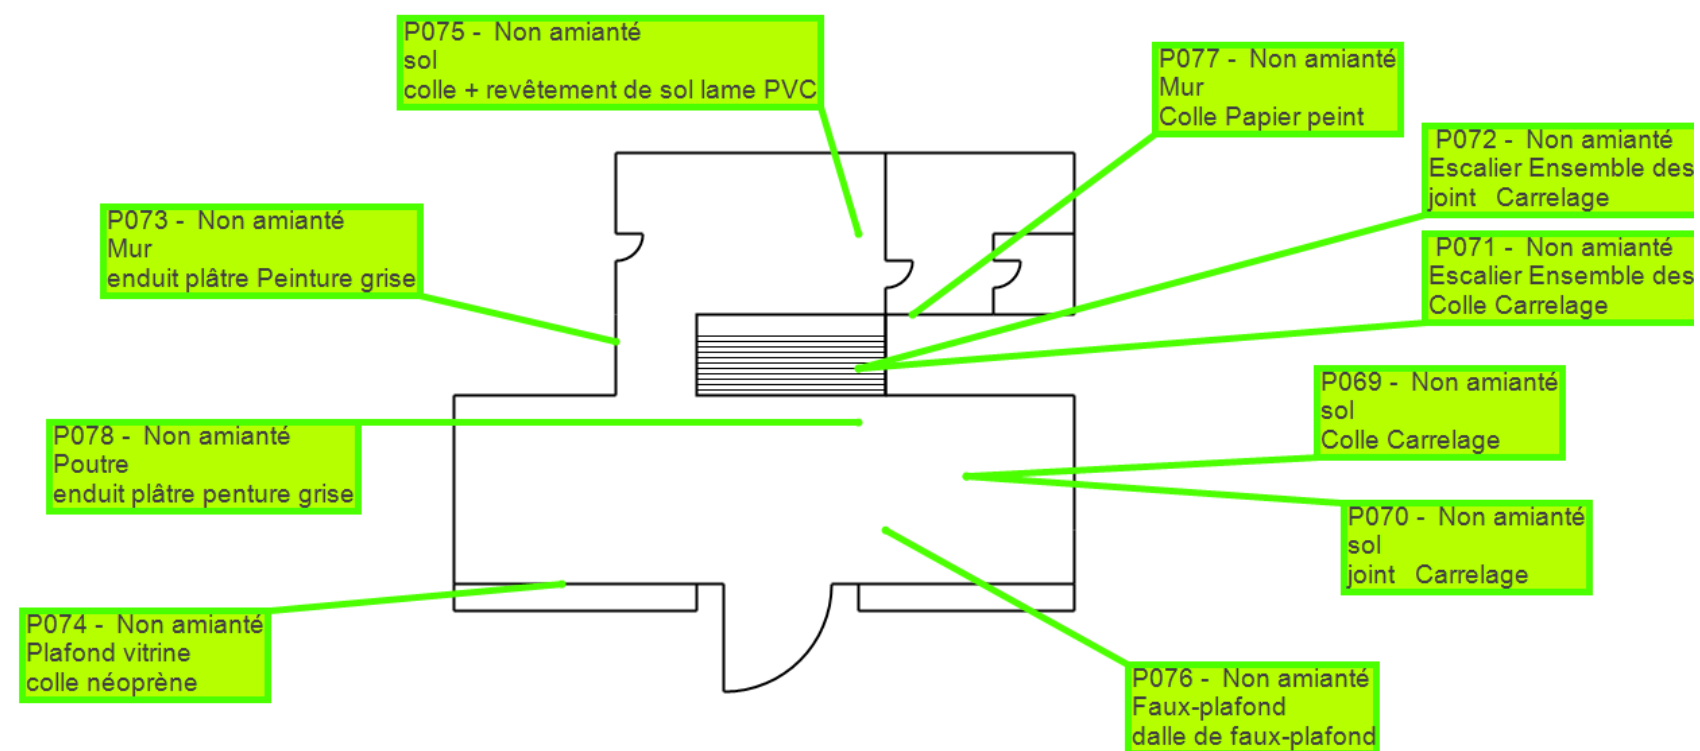 P075 - Non amianté
sol
colle + revêtement de sol lame PVC
P077 - Non amianté
Mur
Colle Papier peint
P072 - Non amianté
Escalier Ensemble des
joint Carrelage
P073 - Non amianté
Mur
enduit plâtre Peinture grise
P071 - Non amianté
Escalier Ensemble des
Colle Carrelage
P069 - Non amianté
sol
Colle Carrelage
P078 - Non amianté
Poutre
enduit plâtre penture grise
P070 - Non amianté
sol
joint Carrelage
P074 - Non amianté
Plafond vitrine
colle néoprène
P076 - Non amianté
Faux-plafond
dalle de faux-plafond